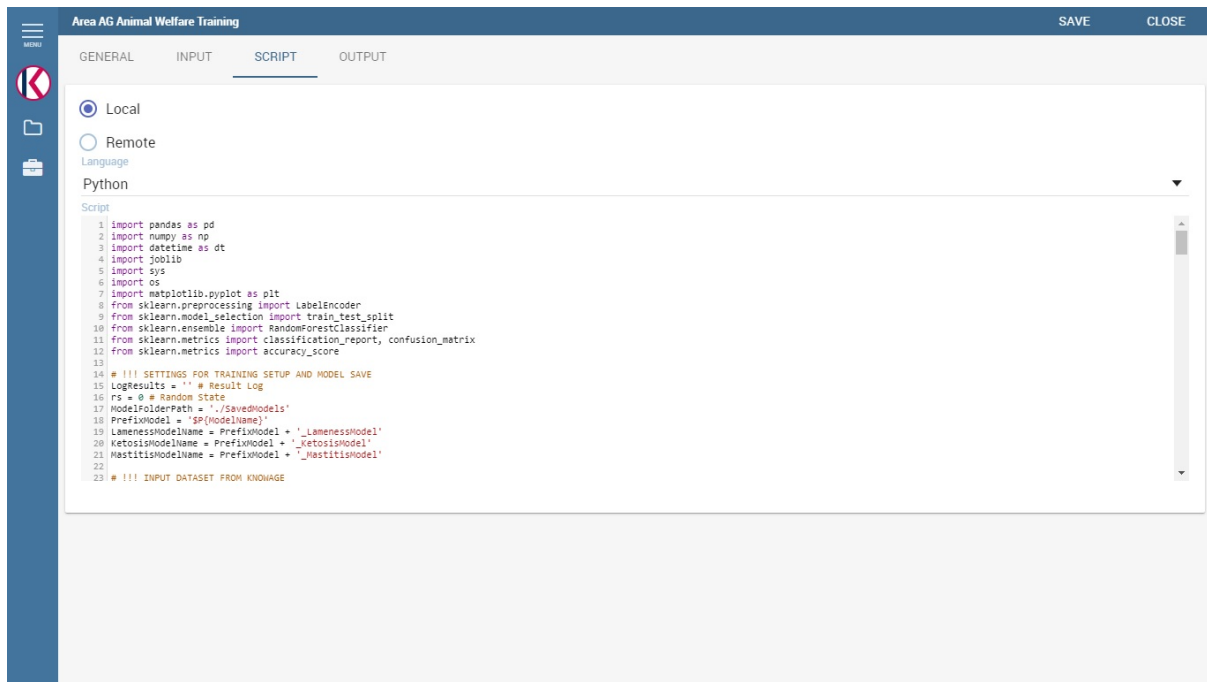 Area AG Animal Welfare Training
SAVE
CLOSE
MENU
GENERAL
INPUT
SCRIPT
OUTPUT
Local
Remote
Language
Python
Script
1 import pandas as pd
2 import numpy as np
3 import datetime as dt
4 import joblib
5 import sys
6 import os
7 import matplotlib.pyplot as plt
8 from sklearn.preprocessing import LabelEncoder
9 from sklearn.model_selection import train_test_split
10 from sklearn.ensemble import RandomForestClassifier
11 from sklearn.metrics import classification_report, confusion_matrix
12 from sklearn.metrics import accuracy_score
13
14 # !!! SETTINGS FOR TRAINING SETUP AND MODEL SAVE
15 LogResults = '' # Result Log
16 rs = 0 # Random State
17 ModelFolderPath = './SavedModels'
18 PrefixModel = '$P{ModelName}'
19 LamenessModelName = PrefixModel + '_LamenessModel'
20 KetosisModelName = PrefixModel + '_KetosisModel'
21 MastitisModelName = PrefixModel + '_MastitisModel'
22
23 # !!! INPUT DATASET FROM KNOWAGE